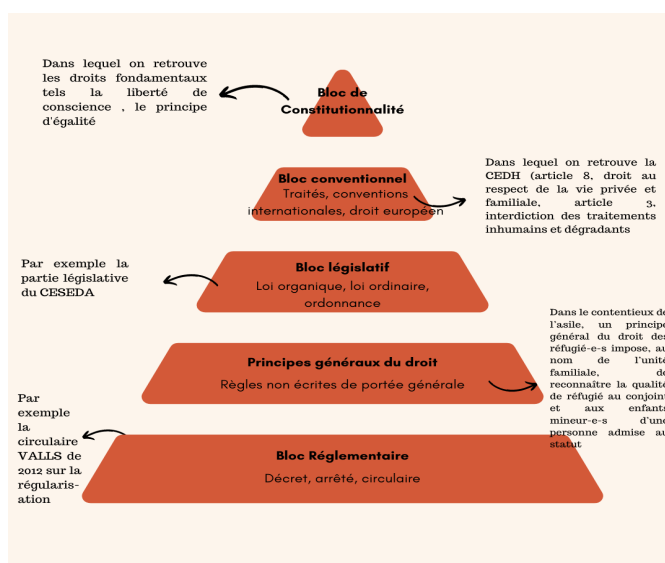 Dans lequel on retrouve
les droits fondamentaux
tels la liberté de
conscience , le principe
d'égalité
Bloc de
Constitutionnalité
Bloc conventionnel
Traités, conventions
internationales, droit européen
Dans lequel on retrouve la
CEDH (article 8, droit au
respect de la vie privée et
familiale, article 3,
interdiction des traitements
inhumains et dégradants
Par exemple la
partie législative
du CESEDA
Bloc législatif
Loi organique, loi ordinaire,
ordonnance
Principes généraux du droit
Règles non écrites de portée générale
Dans le contentieux de
l'asile, un principe
général du droit des
réfugié-e-s impose, au
nom de l'unité
familiale, de
reconnaître la qualité
de réfugié au conjoint
et aux enfants
mineur-e-s d'une
personne admise au
statut
Par
exemple
la
circulaire
VALLS de
2012 sur la
régularis-
ation
Bloc Réglementaire
Décret, arrêté, circulaire